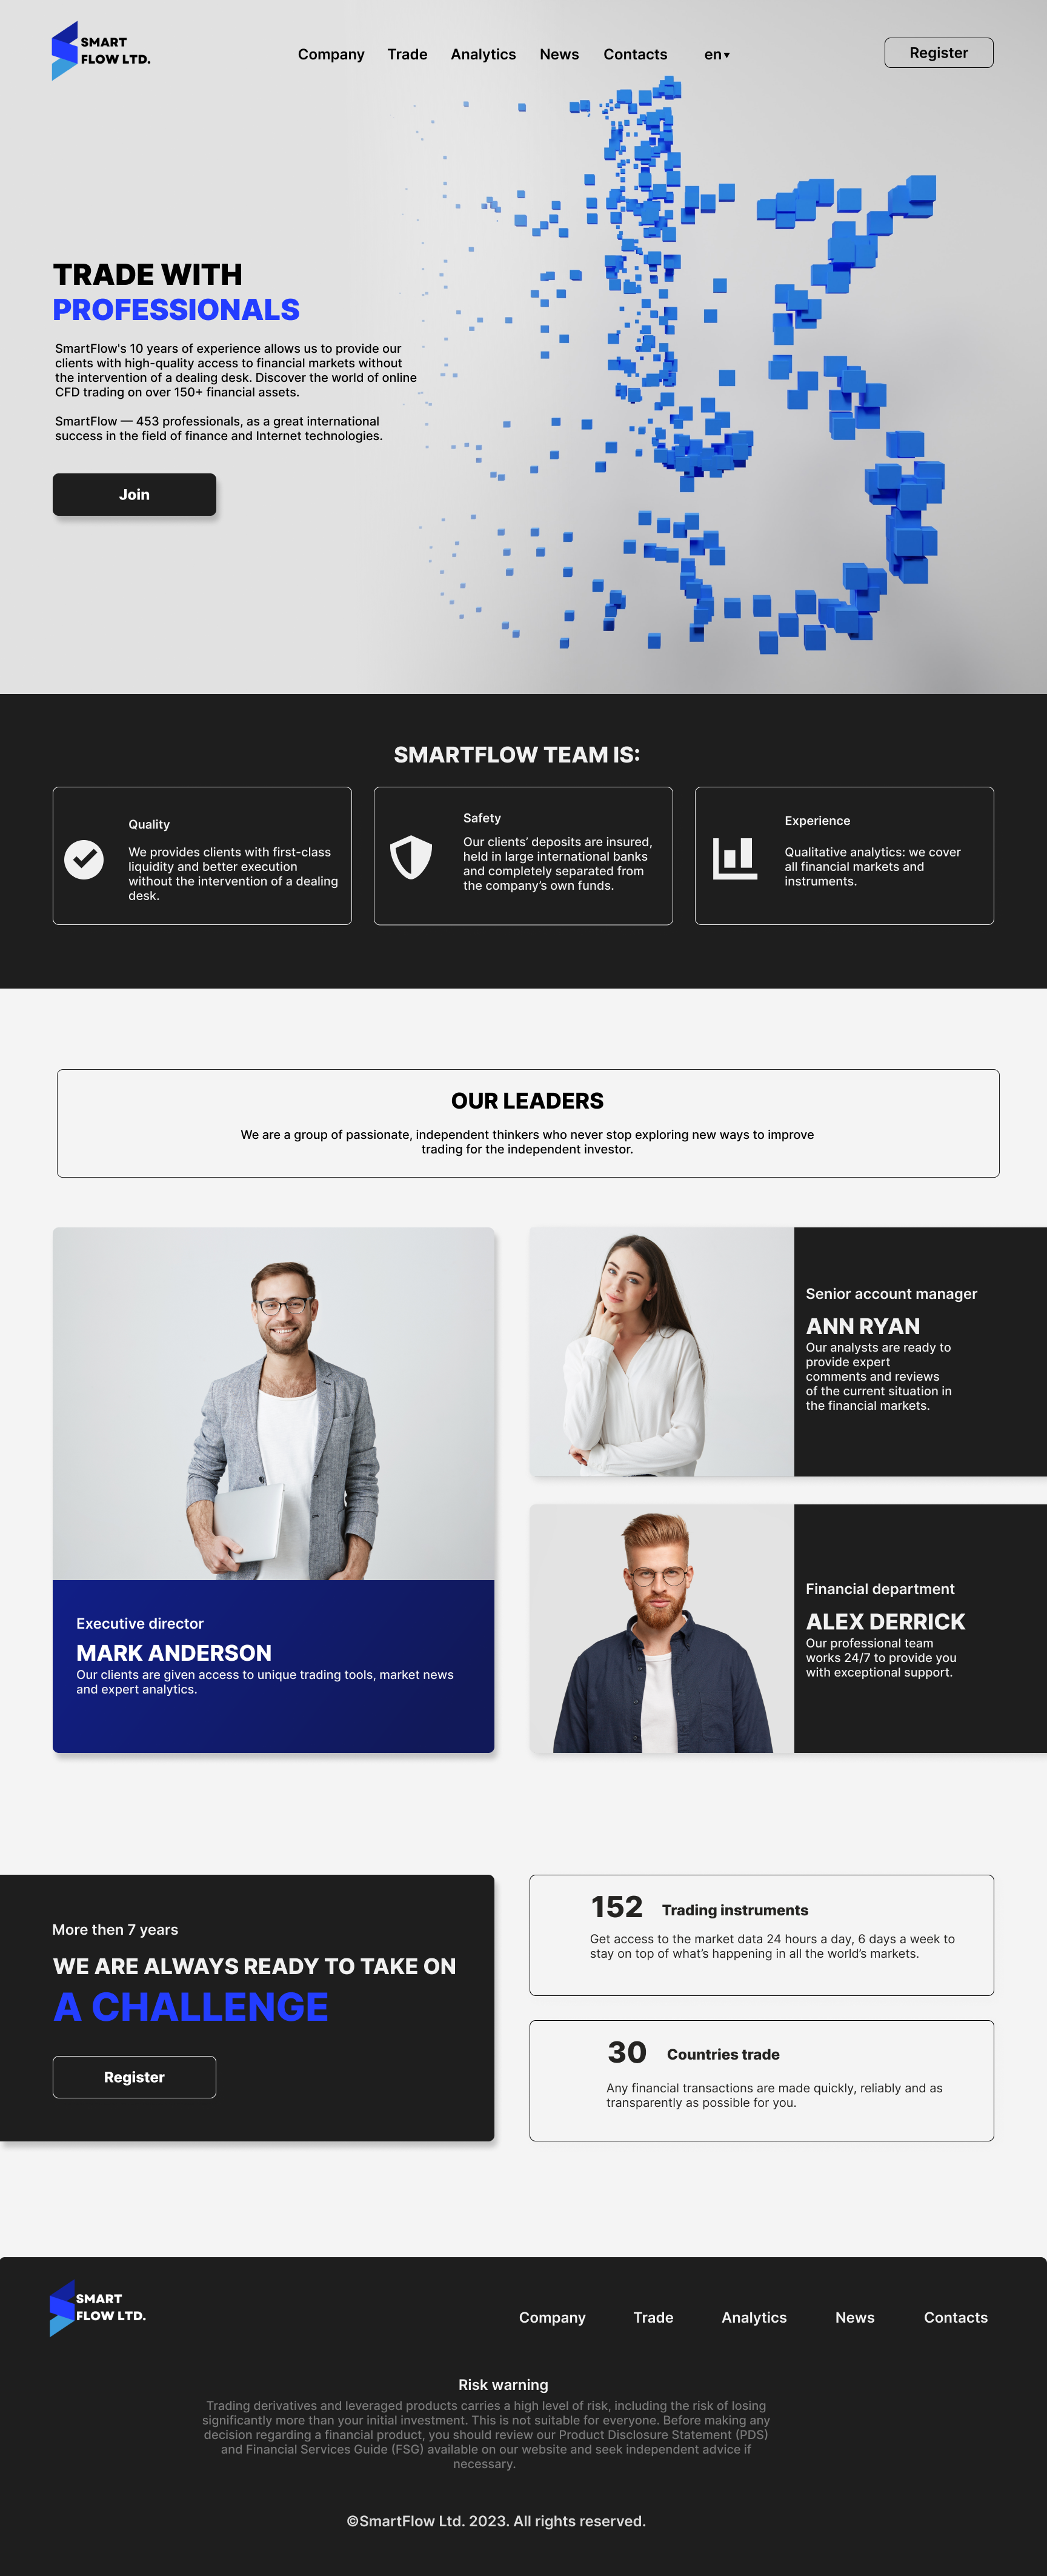 SMART
FLOW LTD.
Company Trade Analytics News Contacts en▾ Register
TRADE WITH
PROFESSIONALS
SmartFlow's 10 years of experience allows us to provide our
clients with high-quality access to financial markets without
the intervention of a dealing desk. Discover the world of online
CFD trading on over 150+ financial assets.
SmartFlow — 453 professionals, as a great international
success in the field of finance and Internet technologies.
Join
SMARTFLOW TEAM IS:
Quality
We provides clients with first-class
liquidity and better execution
without the intervention of a dealing
desk.
Safety
Our clients’ deposits are insured,
held in large international banks
and completely separated from
the company’s own funds.
Experience
Qualitative analytics: we cover
all financial markets and
instruments.
OUR LEADERS
We are a group of passionate, independent thinkers who never stop exploring new ways to improve
trading for the independent investor.
Executive director
MARK ANDERSON
Our clients are given access to unique trading tools, market news
and expert analytics.
Senior account manager
ANN RYAN
Our analysts are ready to
provide expert
comments and reviews
of the current situation in
the financial markets.
Financial department
ALEX DERRICK
Our professional team
works 24/7 to provide you
with exceptional support.
More then 7 years
WE ARE ALWAYS READY TO TAKE ON
A CHALLENGE
Register
152 Trading instruments
Get access to the market data 24 hours a day, 6 days a week to
stay on top of what’s happening in all the world’s markets.
30 Countries trade
Any financial transactions are made quickly, reliably and as
transparently as possible for you.
SMART
FLOW LTD.
Company Trade Analytics News Contacts
Risk warning
Trading derivatives and leveraged products carries a high level of risk, including the risk of losing
significantly more than your initial investment. This is not suitable for everyone. Before making any
decision regarding a financial product, you should review our Product Disclosure Statement (PDS)
and Financial Services Guide (FSG) available on our website and seek independent advice if
necessary.
©SmartFlow Ltd. 2023. All rights reserved.